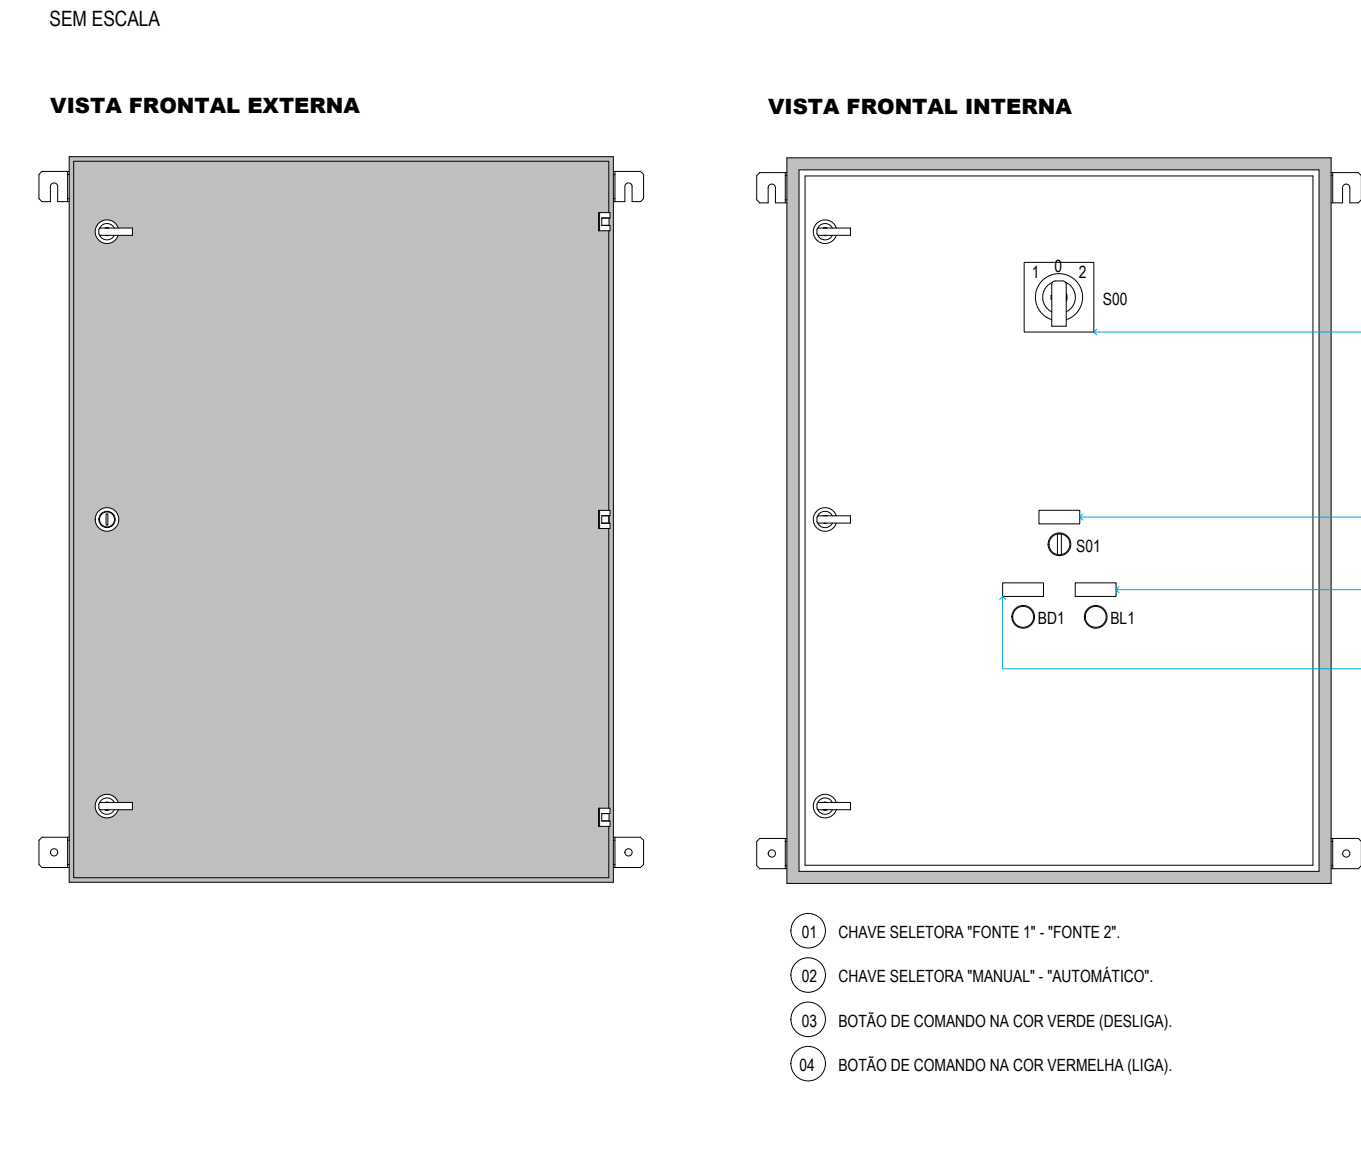 SEM ESCALA
VISTA FRONTAL EXTERNA
VISTA FRONTAL INTERNA
1 0 2
S00
S01
BD1 BL1
01 CHAVE SELETORA "FONTE 1" - "FONTE 2".
02 CHAVE SELETORA "MANUAL" - "AUTOMÁTICO".
03 BOTÃO DE COMANDO NA COR VERDE (DESLIGA).
04 BOTÃO DE COMANDO NA COR VERMELHA (LIGA).